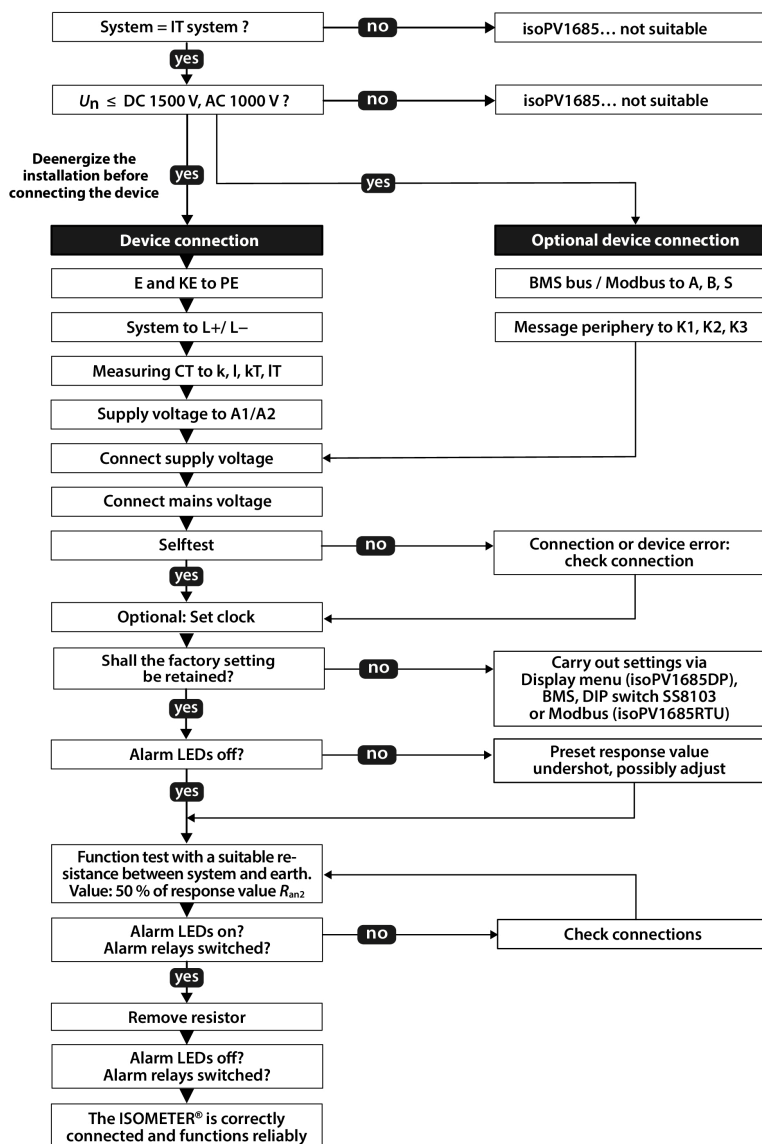 System = IT system ?
no
isoPV1685… not suitable
yes
Un ≤ DC 1500 V, AC 1000 V ?
no
isoPV1685… not suitable
Deenergize the
installation before
connecting the device
yes
yes
Device connection
Optional device connection
E and KE to PE
BMS bus / Modbus to A, B, S
System to L+/ L−
Message periphery to K1, K2, K3
Measuring CT to k, l, kT, lT
Supply voltage to A1/A2
Connect supply voltage
Connect mains voltage
Selftest
no
Connection or device error:
check connection
yes
Optional: Set clock
Shall the factory setting
be retained?
no
Carry out settings via
Display menu (isoPV1685DP),
BMS, DIP switch SS8103
or Modbus (isoPV1685RTU)
yes
Alarm LEDs off?
no
Preset response value
undershot, possibly adjust
yes
Function test with a suitable re-
sistance between system and earth.
Value: 50 % of response value Ran2
Alarm LEDs on?
Alarm relays switched?
no
Check connections
yes
Remove resistor
Alarm LEDs off?
Alarm relays switched?
The ISOMETER® is correctly
connected and functions reliably